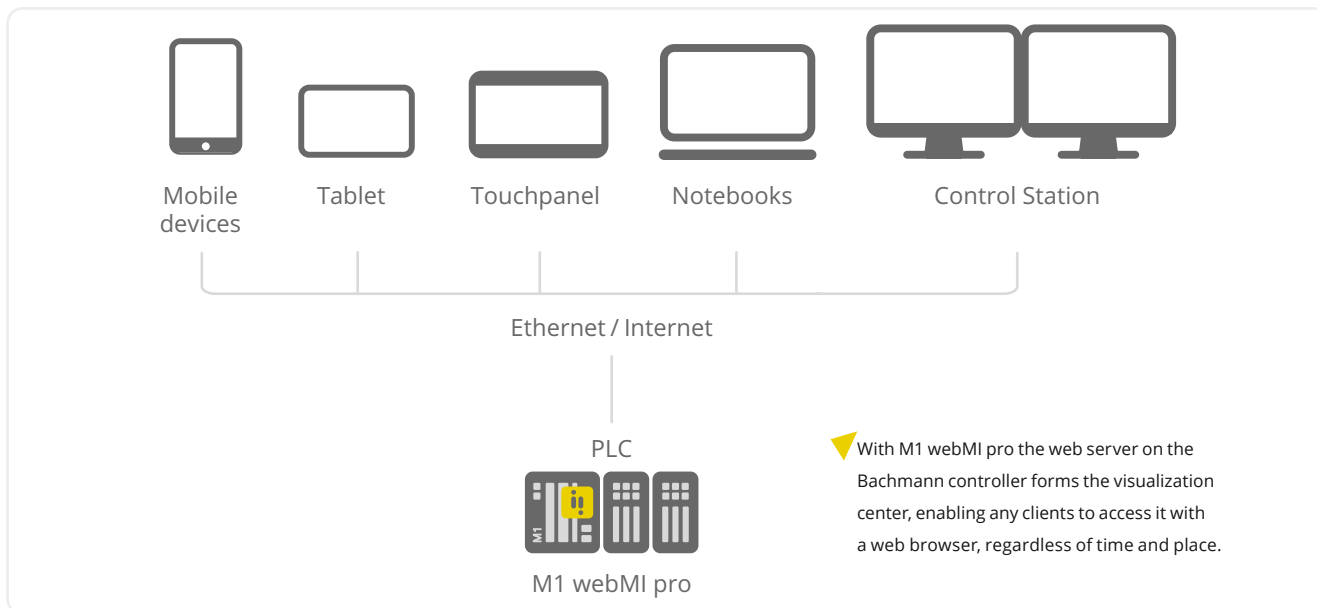 Mobile
devices
Tablet
Touchpanel
Notebooks
Control Station
Ethernet / Internet
PLC
M1
M1 webMI pro
With M1 webMI pro the web server on the
Bachmann controller forms the visualization
center, enabling any clients to access it with
a web browser, regardless of time and place.